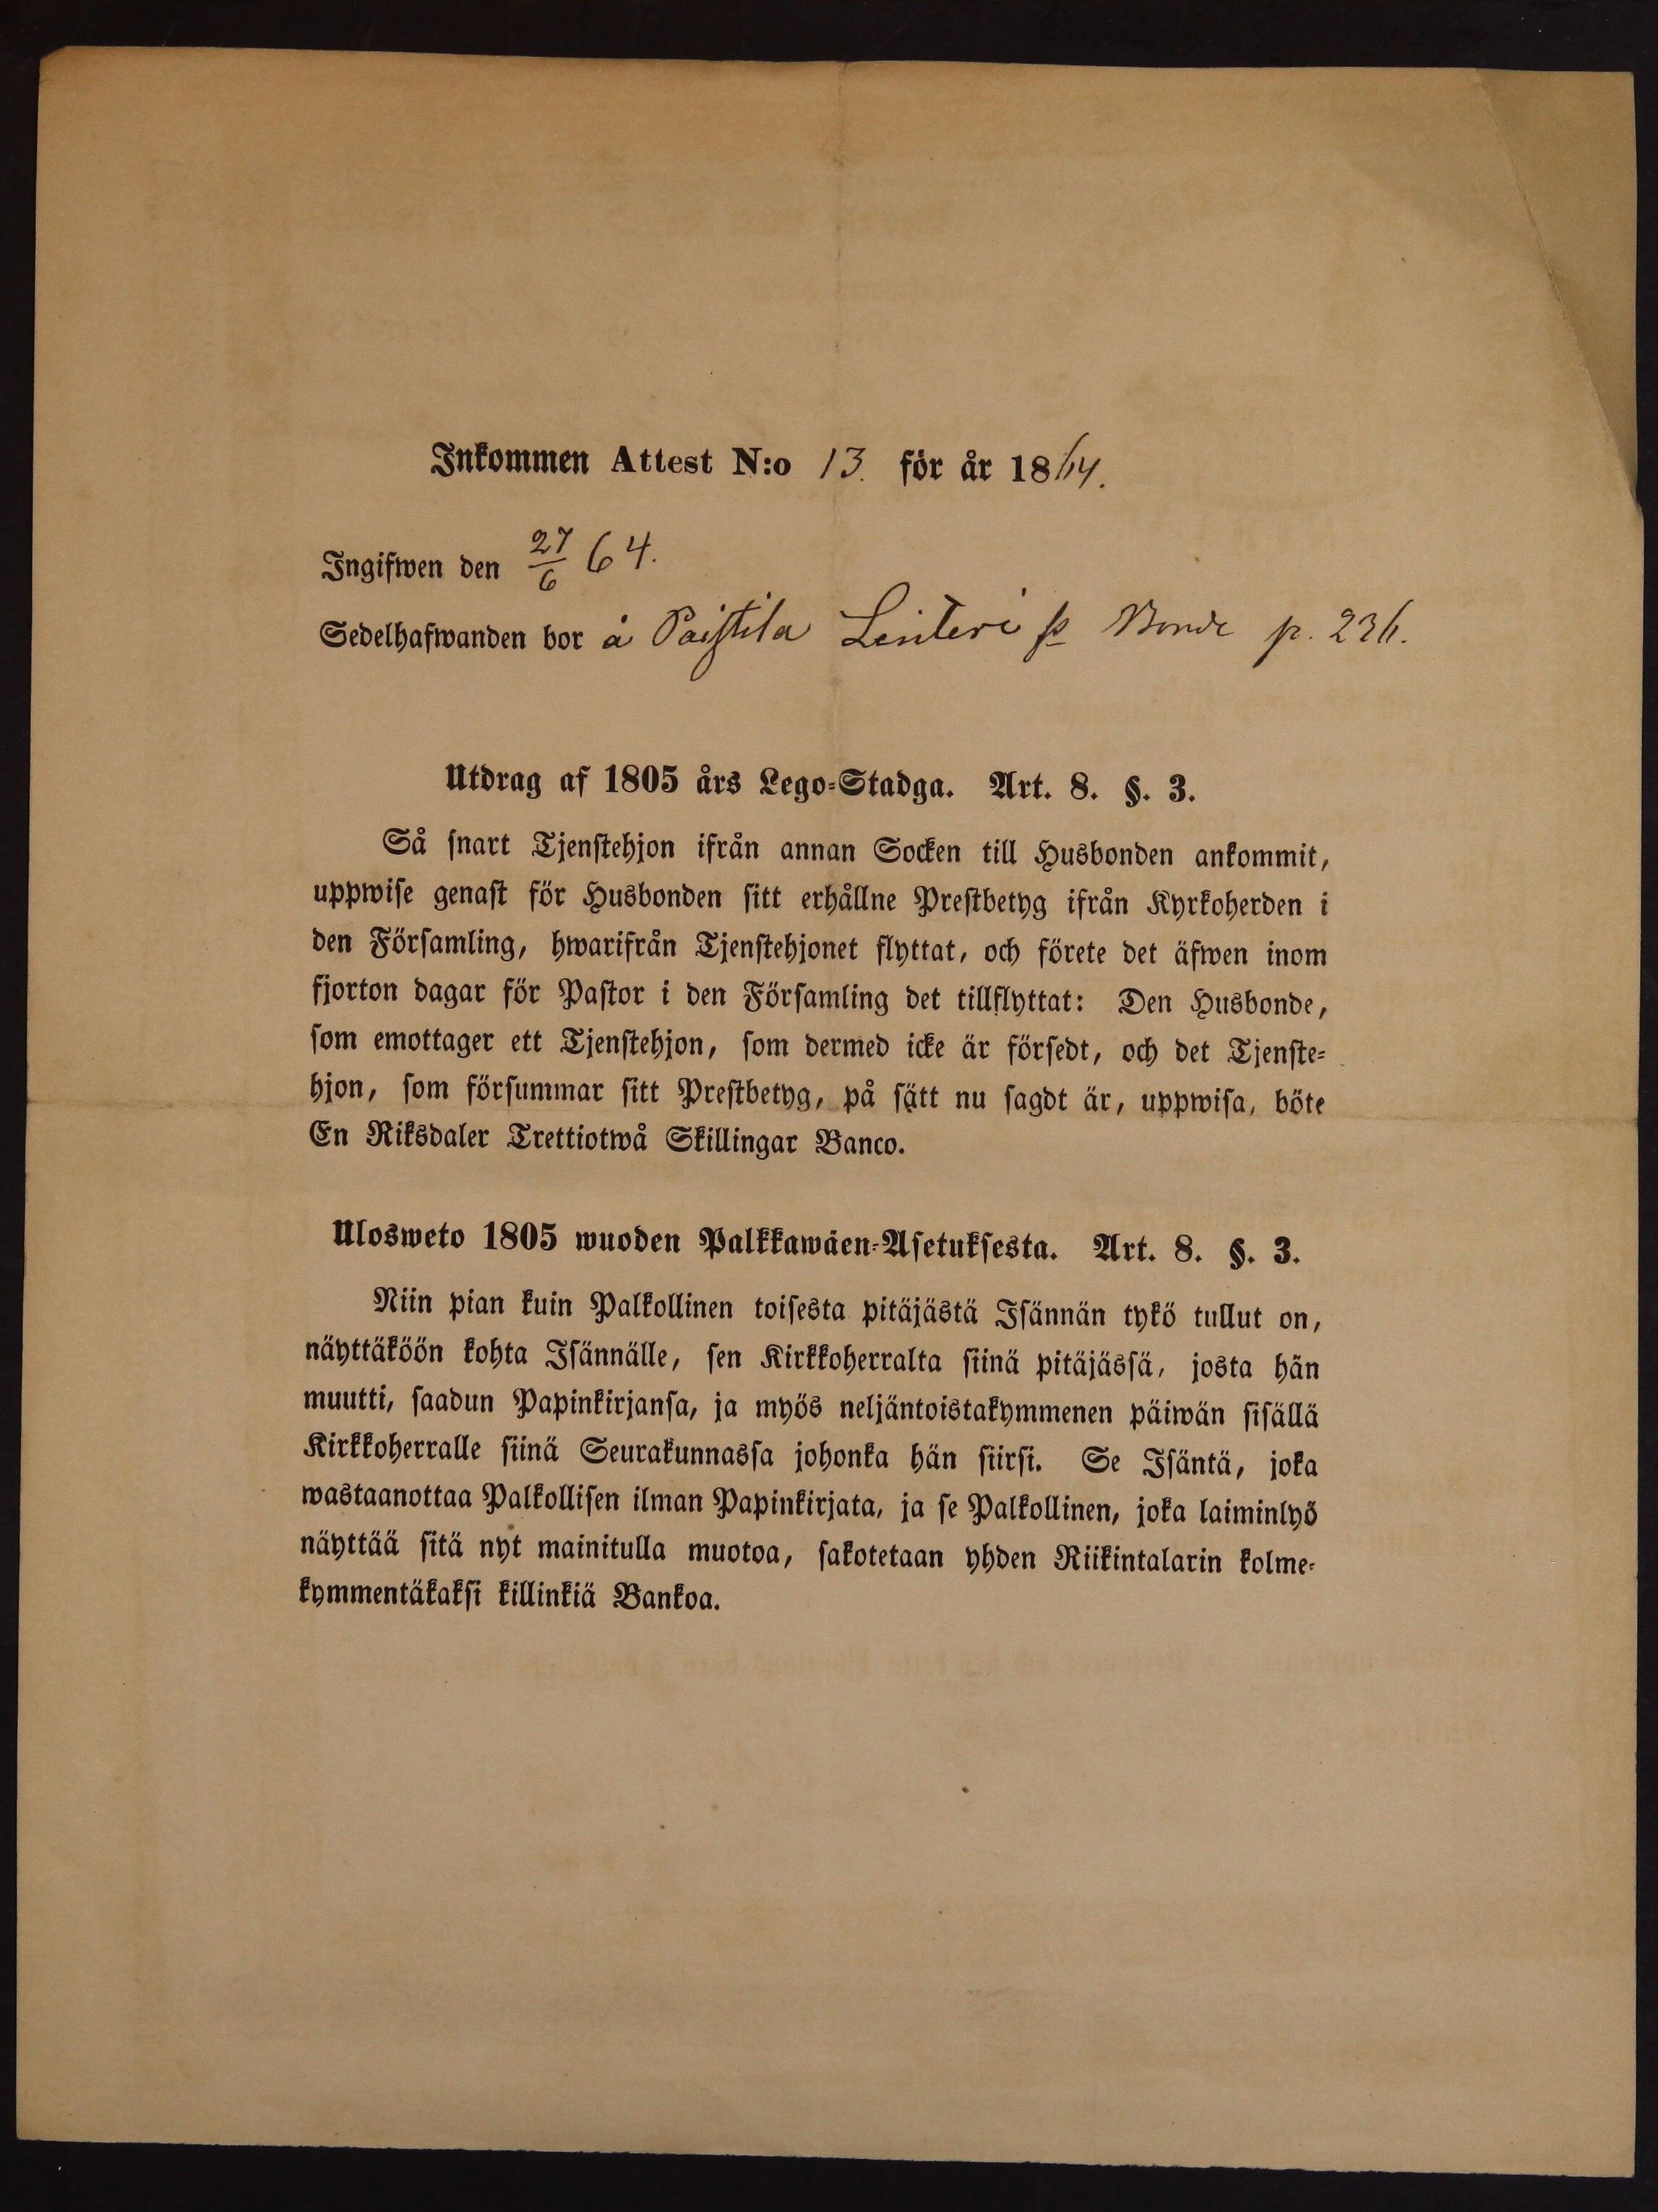 Inkommen Attest N:o 13. för år 1864.
Ingifwen den 27/6 64.
Sedelhafwanden bor å Paistila Bonde p. 236.
Utdrag af 1805 års Lego-Stadga. Art. 8. §. 3.
Så snart Tjenstehjon ifrån annan Socken till Husbonden ankommit,
uppwise genast för Husbonden sitt erhållne Prestbetyg ifrån Kyrkoherden i
den Församling, hwarifrån Tjenstehjonet flyttat, och förete det äfwen inom
fjorton dagar för Pastor i den Församling det tillflyttat: Den Husbonde,
som emottager ett Tjenstehjon, som dermed icke är försedt, och det Tjenste-
hjon, som försummar sitt Prestbetyg, på sätt nu sagdt är, uppwisa, böte
En Riksdaler Trettiotwå Skillingar Banco.
Ulosweto 1805 wuoden Palkkawäen-Asetuksesta. Art. 8. §. 3.
Niin pian kuin Palkollinen toisesta pitäjästä Isännän tykö tullut on,
näyttäköön kohta Isännälle, sen Kirkkoherralta siinä pitäjässä, josta hän
muutti, saadun Papinkirjansa, ja myös neljäntoistakymmenen päiwän sisällä
Kirkkoherralle siinä Seurakunnassa johonka hän siirsi. Se Isäntä, joka
wastaanottaa Palkollisen ilman Papinkirjata, ja se Palkollinen, joka laiminlyö
näyttää sitä nyt mainitulla muotoa, sakotetaan yhden Riikintalarin kolme-
kymmentäkaksi killinkiä Bankoa.